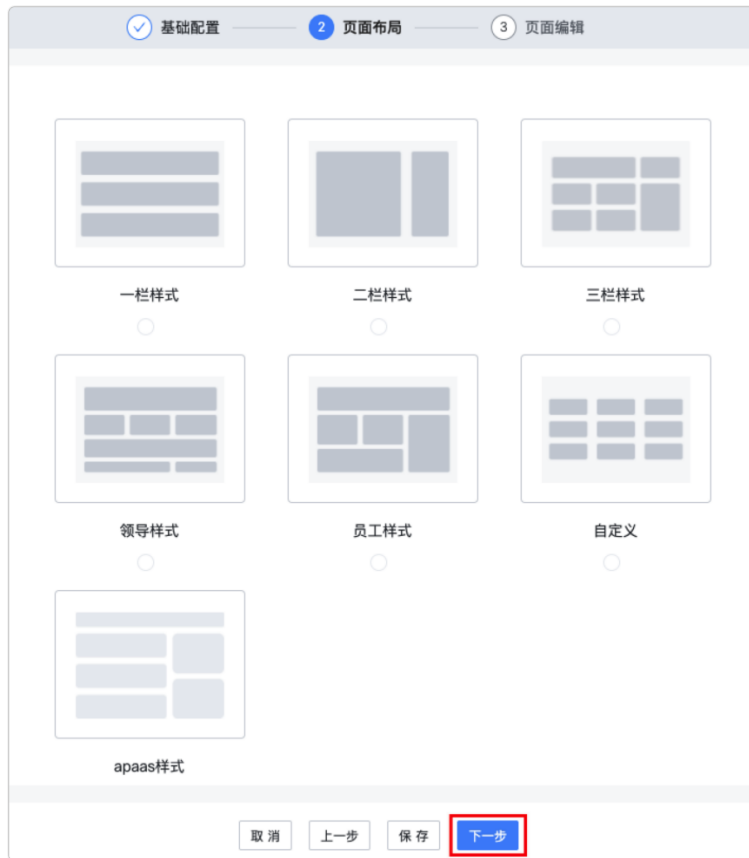 基础配置 2 页面布局 3 页面编辑
一栏样式 二栏样式 三栏样式
领导样式 员工样式 自定义
apaas样式
取消 上一步 保存 下一步